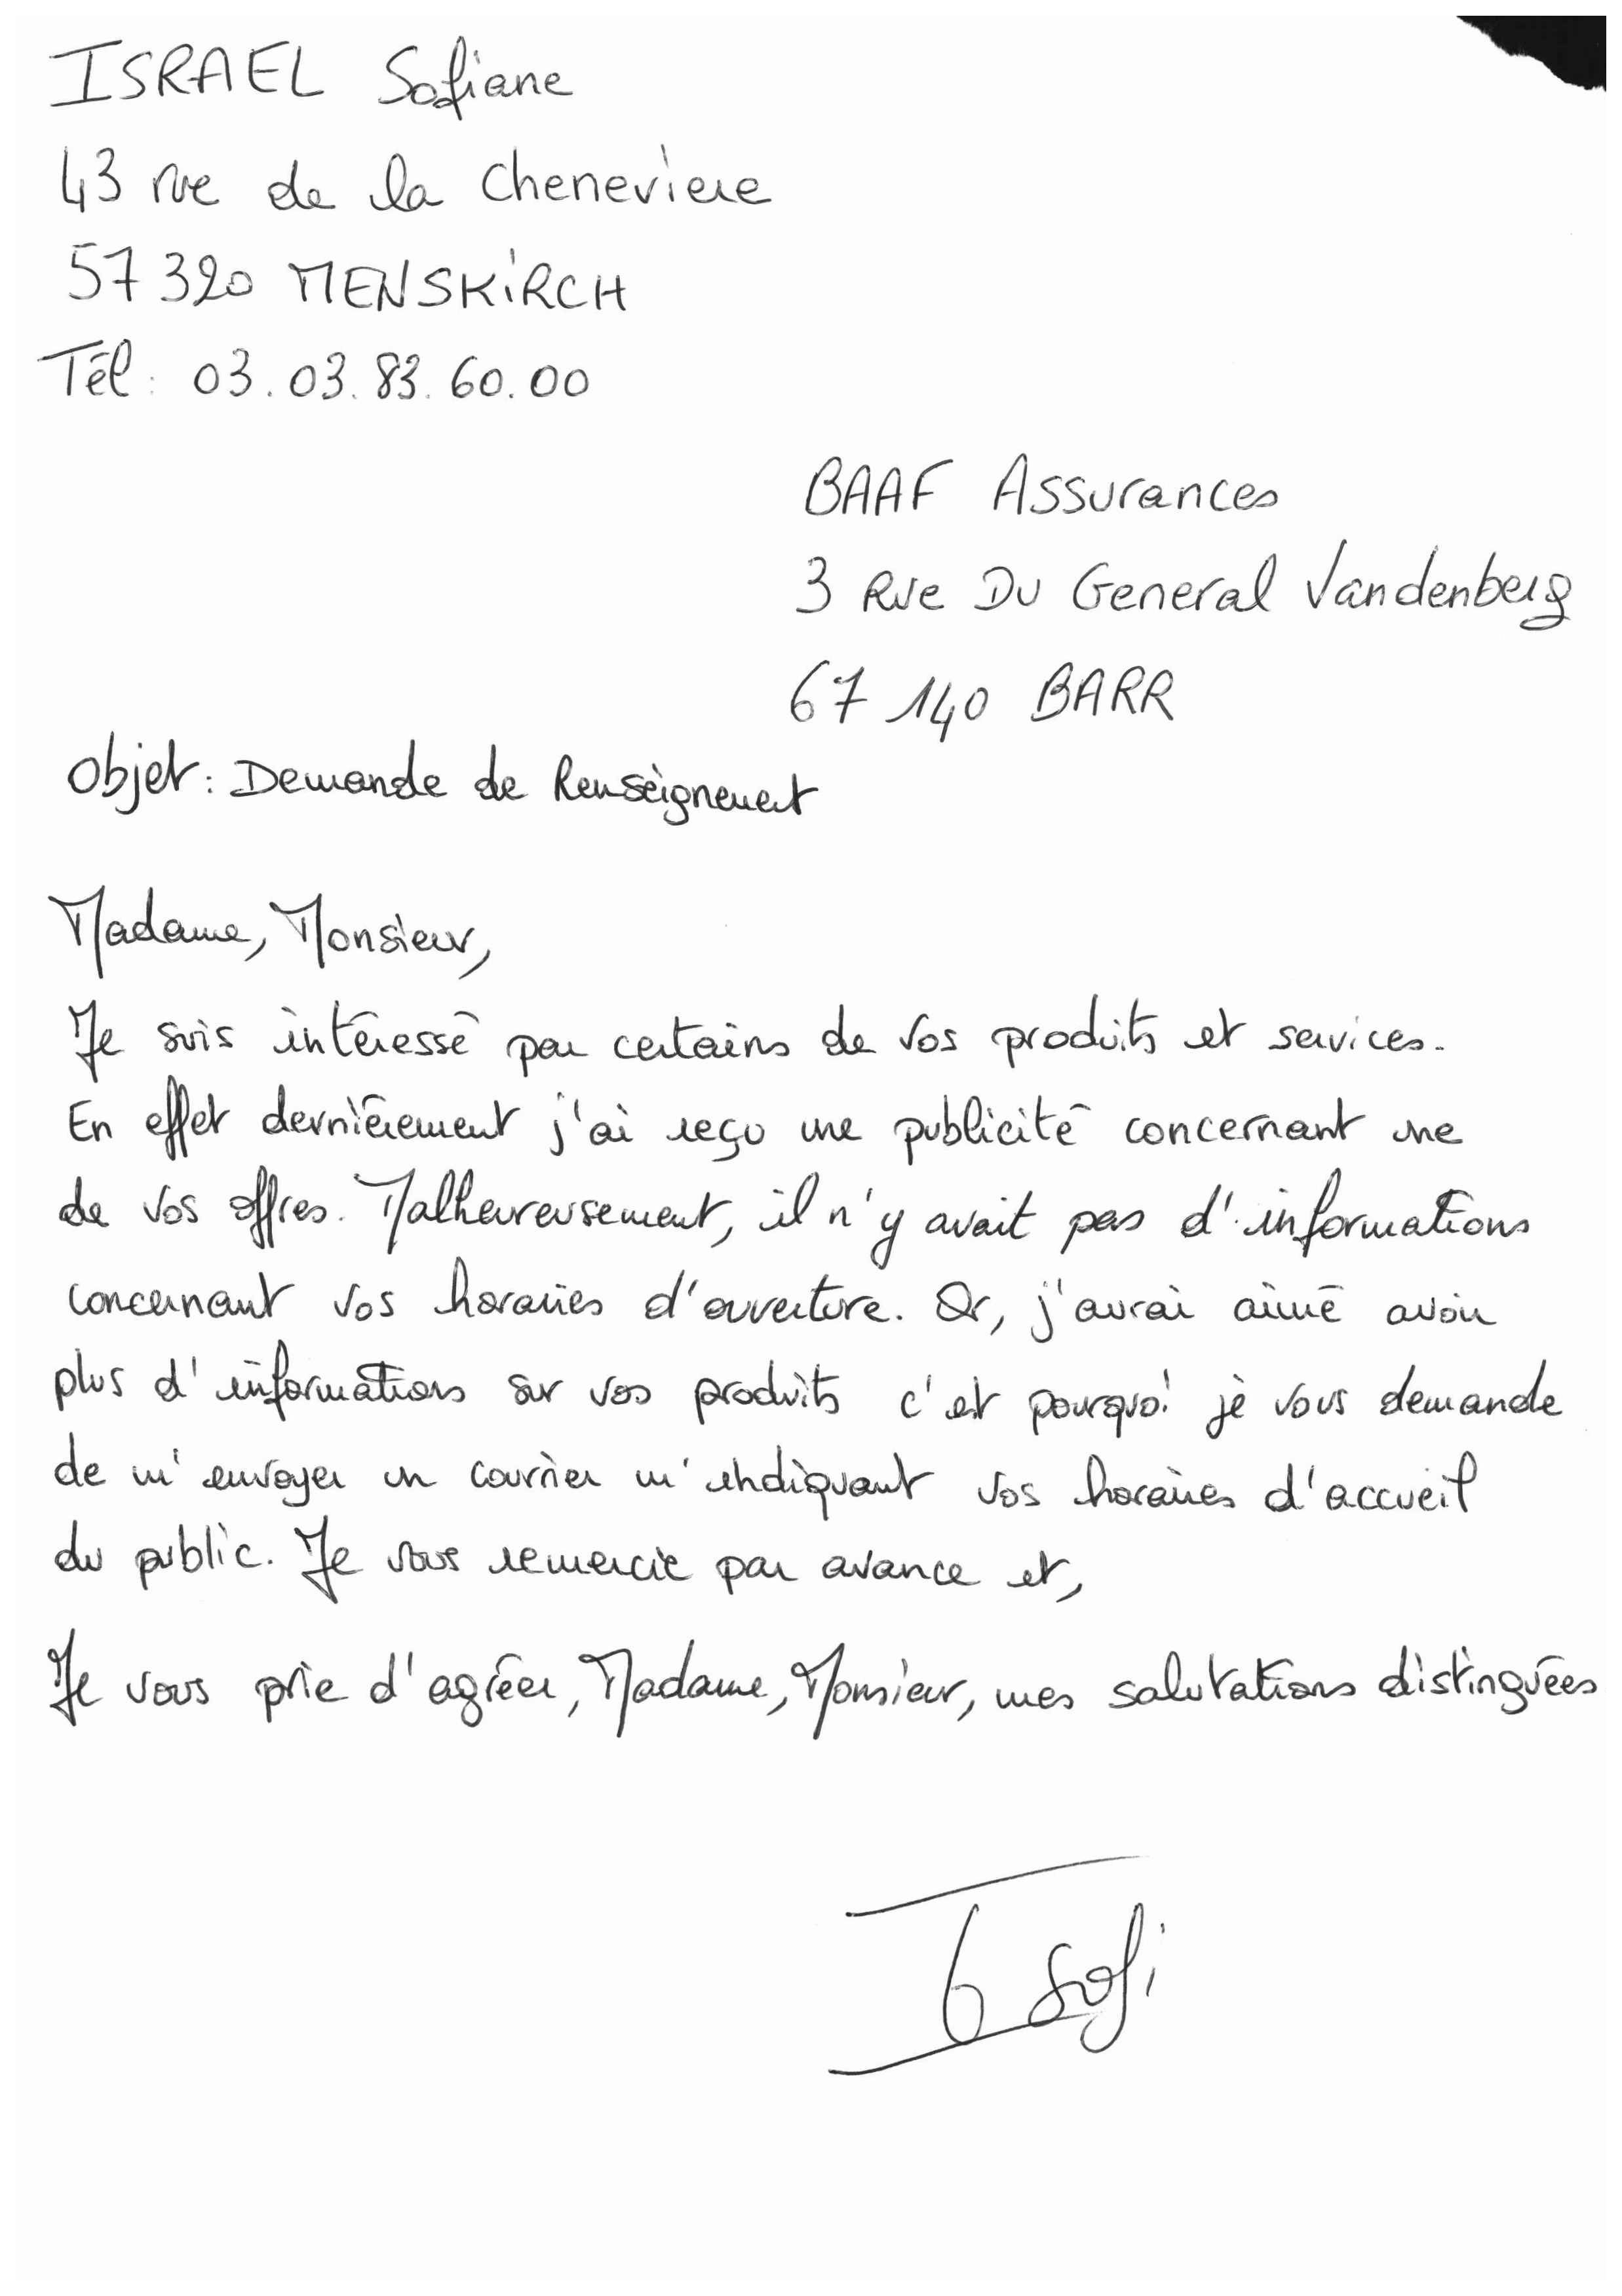 ISRAEL Sofiane
43 rue de la Cheneviere
57320 MENSKIRCH
Tél : 03.03.83.60.00
BAAF Assurances
3 Rue Du General Vandenberg
67 140 BARR
Objet : Demande de Renseignement
Madame, Monsieur,
Je suis intéressé par certains de vos produits et services.
En effet dernièrement j'ai reçu une publicité concernant une
de vos offres. Malheureusement, il n'y avait pas d'informations
concernant vos horaires d'ouverture. Or, j'aurai aimé avoir
plus d'informations sur vos produits c'est pourquoi je vous demande
de m'envoyer un courrier m'indiquant vos horaires d'accueil
du public. Je vous remercie par avance et,
Je vous prie d'agréer, Madame, Monsieur, mes salutations distinguées
Sofi